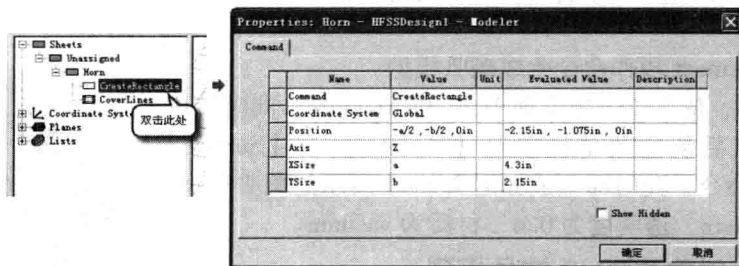 Sheets
Unassigned
Horn
CreateRectangle
CoverLines
Coordinate Syst
Planes
Lists
双击此处
Properties: Horn - HFSSDesign1 - Modeler
Command
Name Value Unit Evaluated Value Description
Command CreateRectangle
Coordinate System Global
Position -a/2 ,-b/2 ,0in -2.15in , -1.075in , 0in
Axis Z
XSize a 4.3in
YSize b 2.15in
Show Hidden
确定 取消